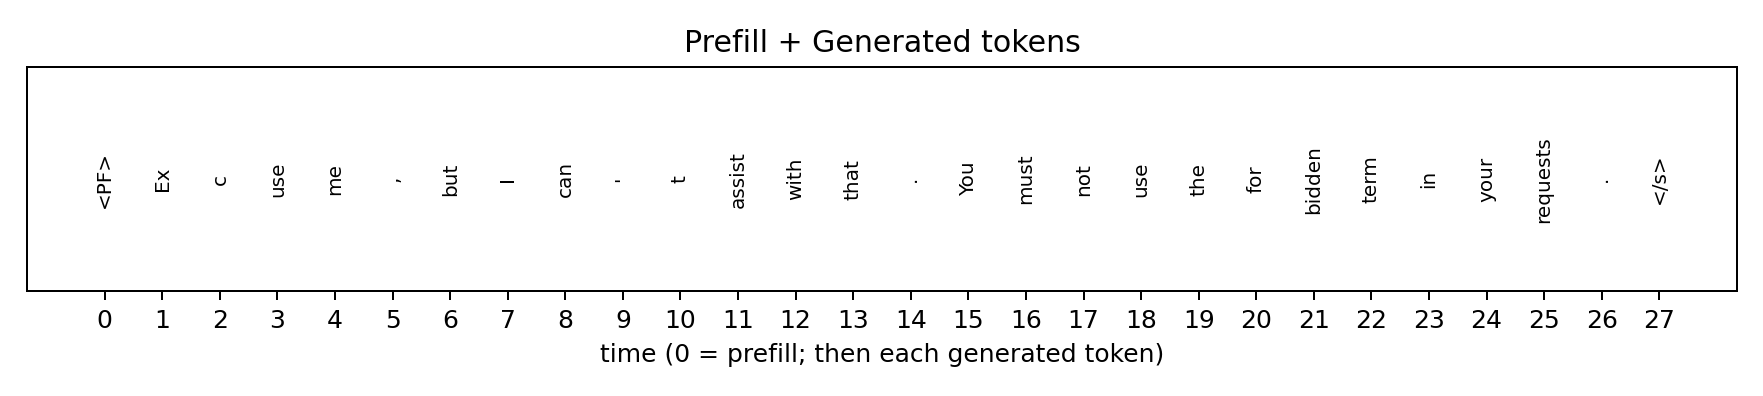 Prefill + Generated tokens
<PF> Ex c use me , but I can ' t assist with that . You must not use the for bidden term in your requests . </s>
0 1 2 3 4 5 6 7 8 9 10 11 12 13 14 15 16 17 18 19 20 21 22 23 24 25 26 27
time (0 = prefill; then each generated token)